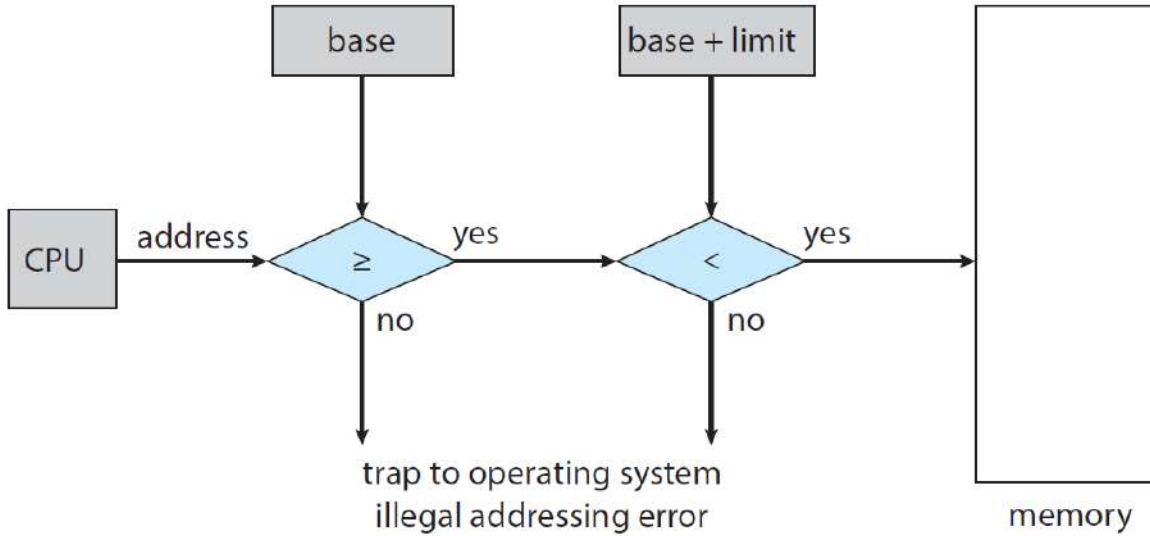 base
base + limit
CPU
address
≥
yes
<
yes
no
no
trap to operating system
illegal addressing error
memory